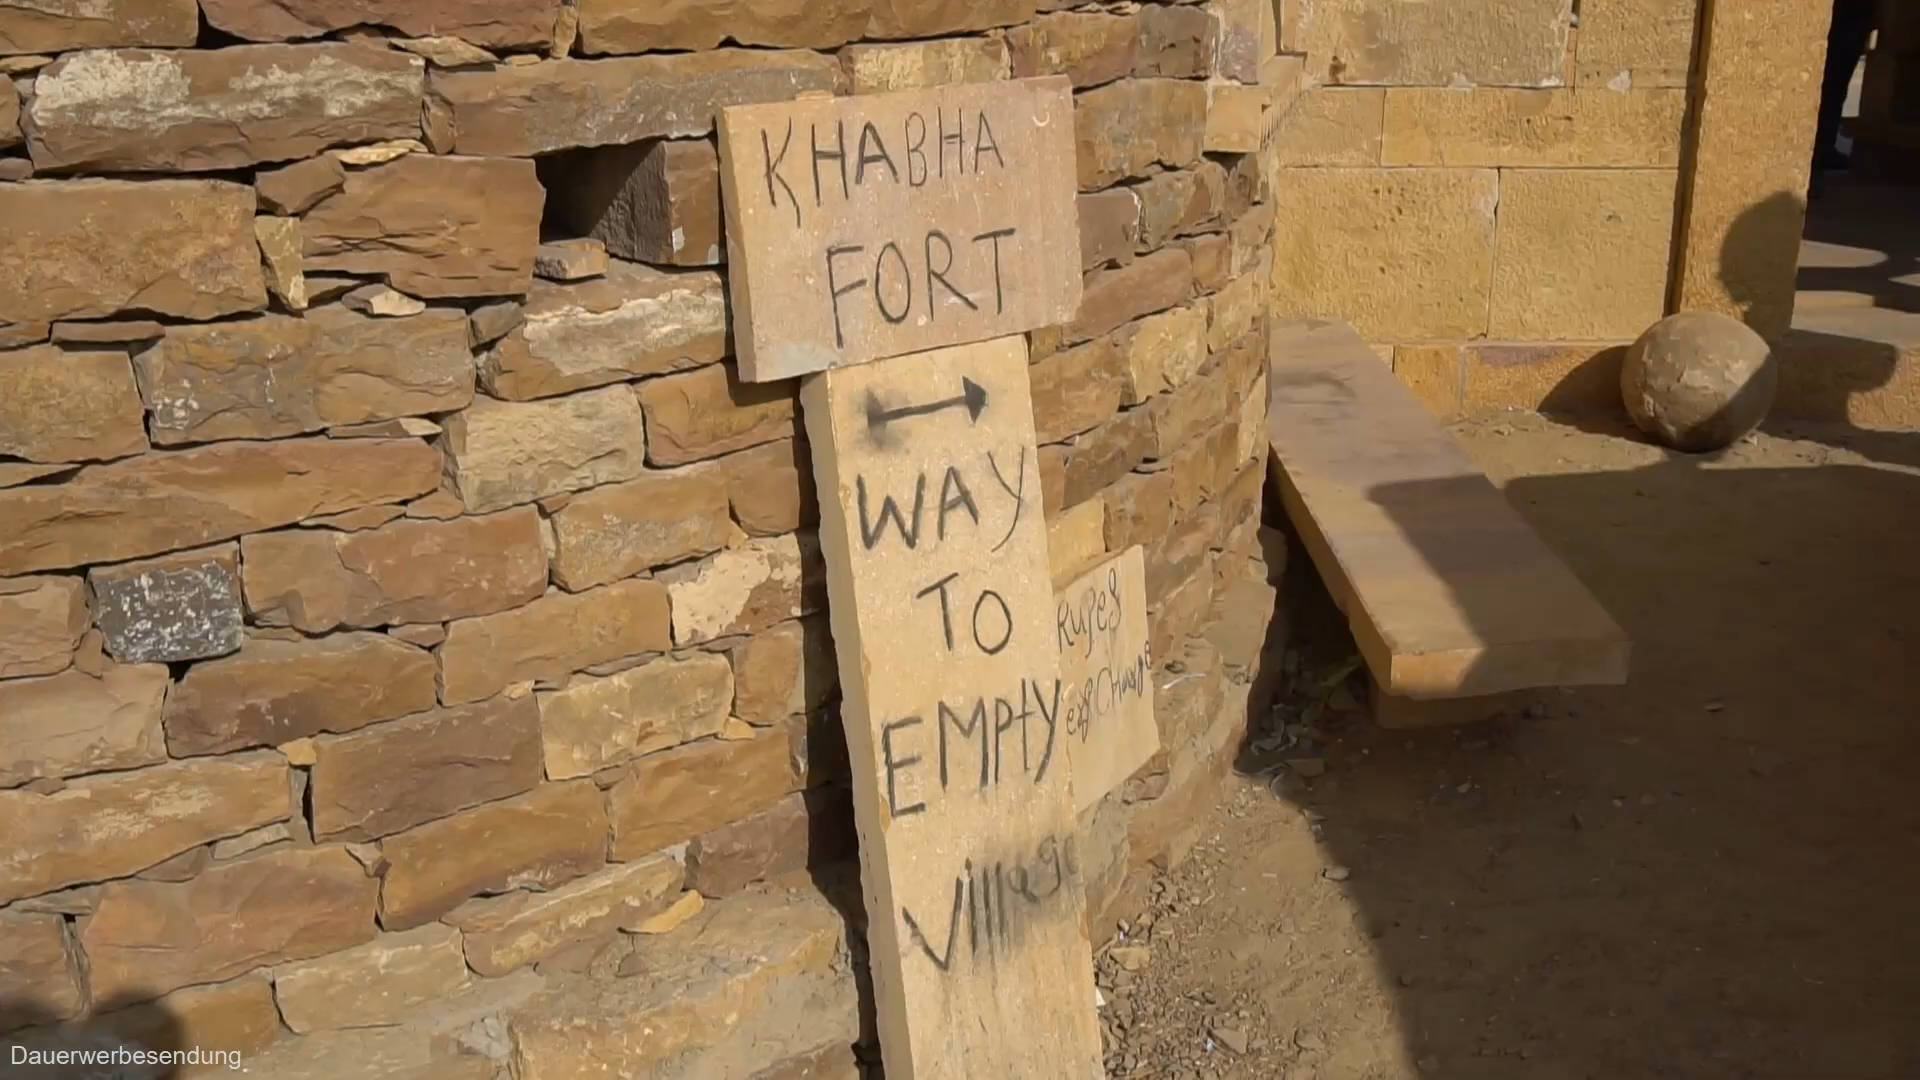 KHABHA
FORT
WAY
TO
EMPtY
Village
Rupes
exchange
Dauerwerbesendung